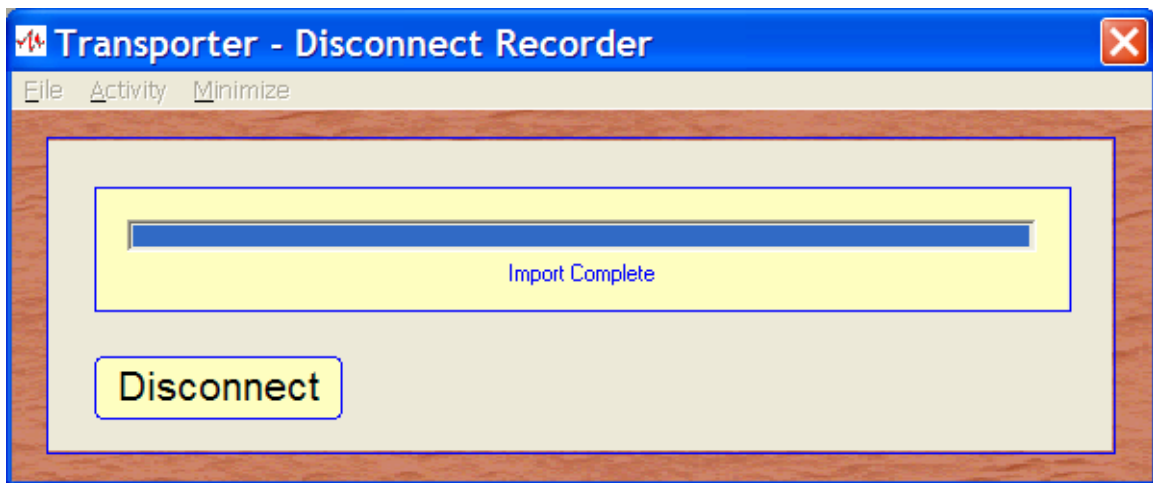 Transporter - Disconnect Recorder
File Activity Minimize
Import Complete
Disconnect